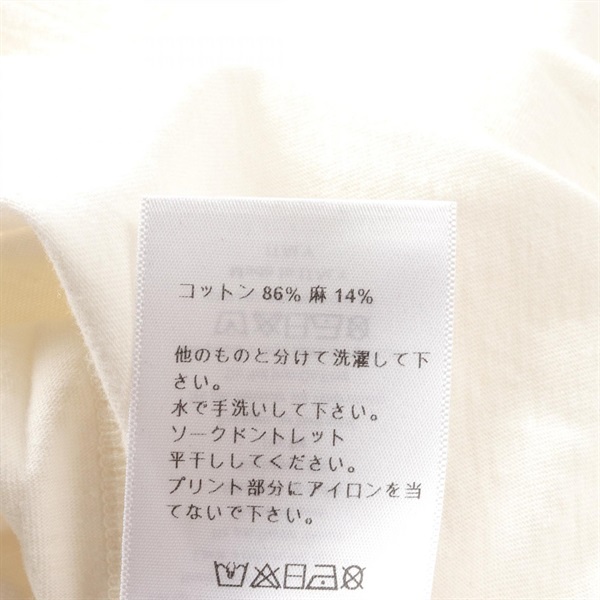 コットン 86% 麻 14%
他のものと分けて洗濯して下
さい。
水で手洗いして下さい。
ソークドントレット
平干ししてください。
プリント部分にアイロンを当
てないで下さい。